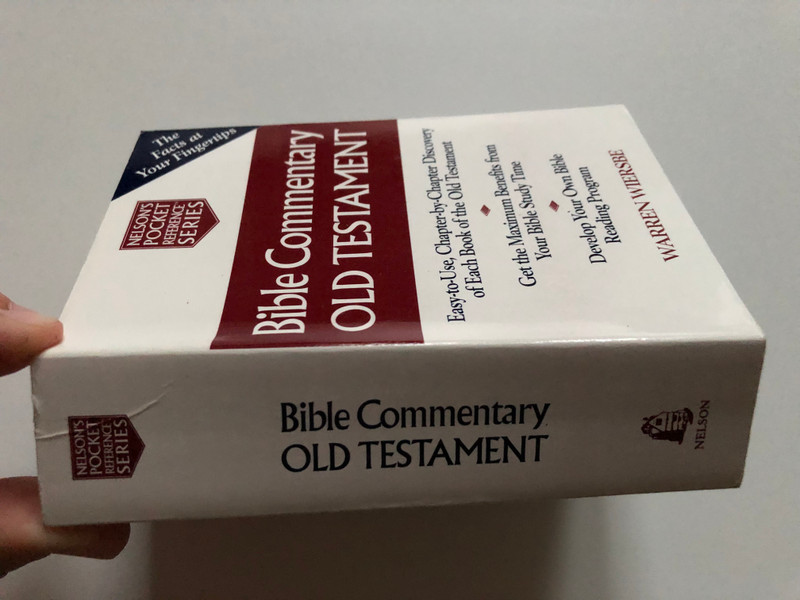 The
Facts at
Your Fingertips
NELSON'S
POCKET
REFERENCE
SERIES
Bible Commentary
OLD TESTAMENT
Easy-to-Use, Chapter-by-Chapter Discovery
of Each Book of the Old Testament
Get the Maximum Benefits from
Your Bible Study Time
Develop Your Own Bible
Reading Program
WARREN WIERSBE
NELSON'S
POCKET
REFERENCE
SERIES
Bible Commentary
OLD TESTAMENT
NELSON